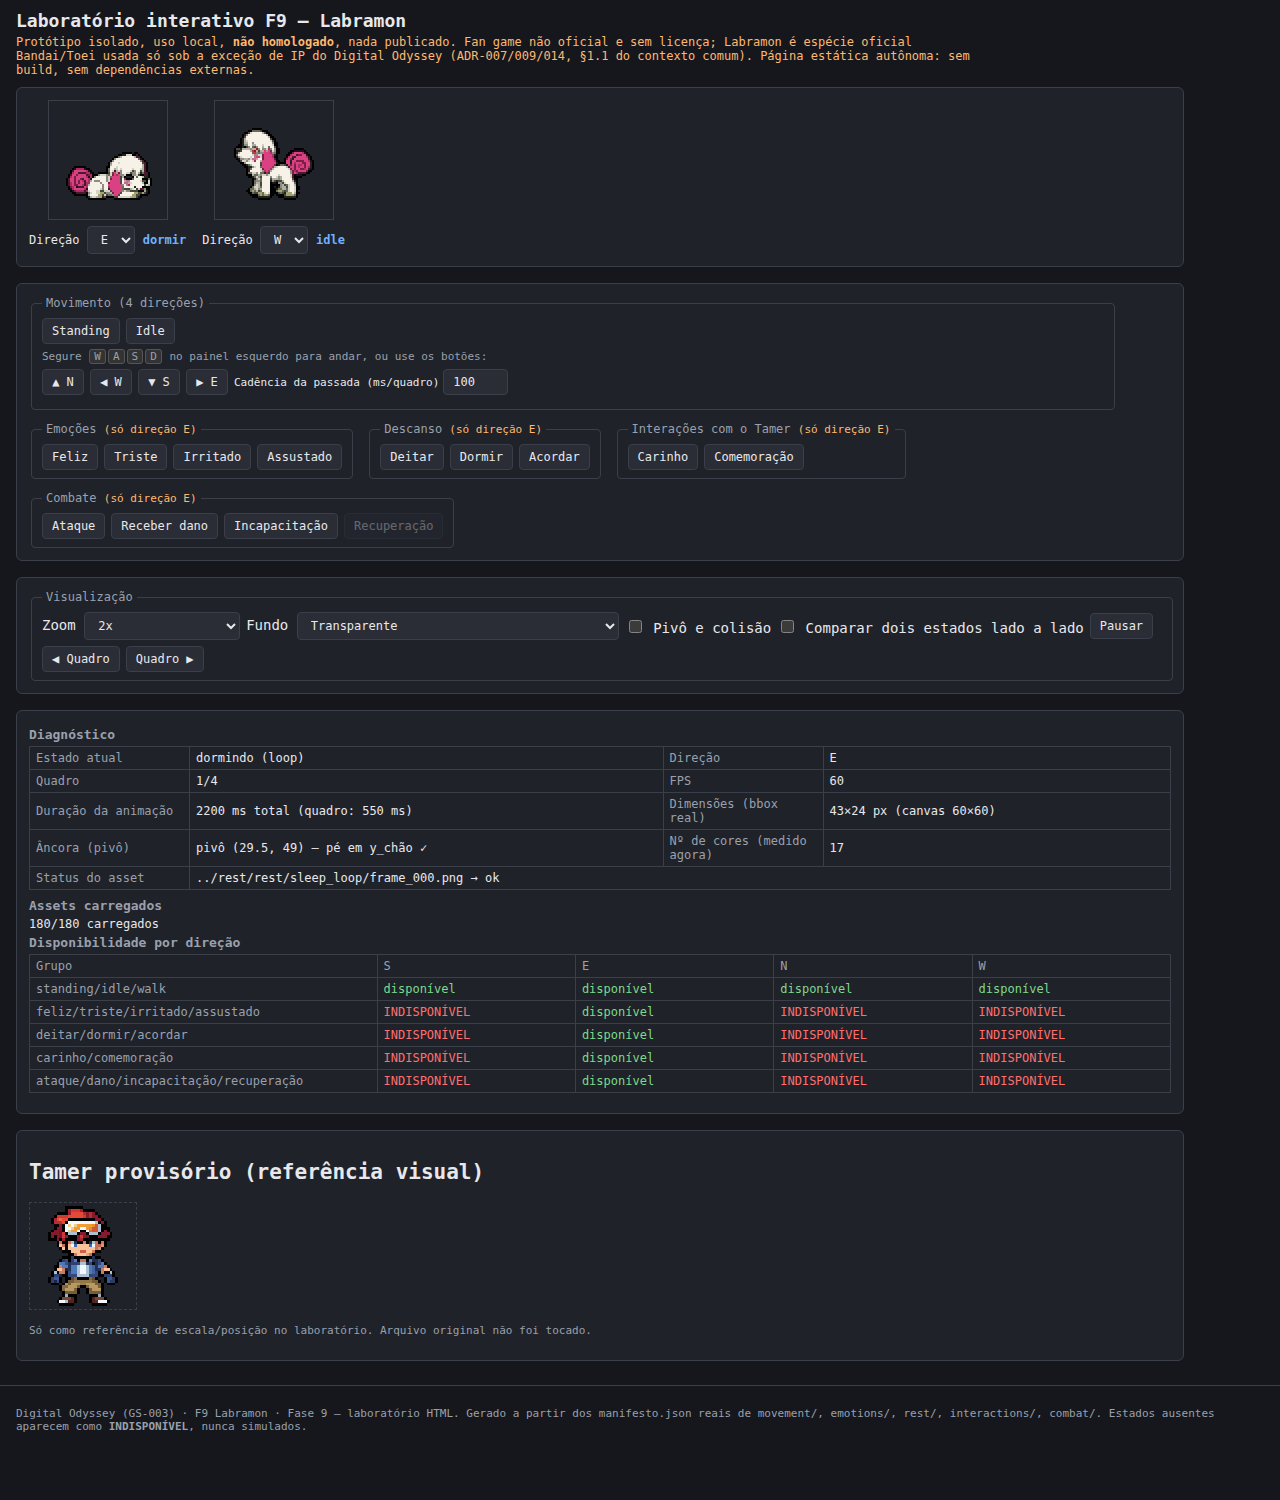 Laboratório interativo F9 — Labramon
Protótipo isolado, uso local, não homologado, nada publicado. Fan game não oficial e sem licença; Labramon é espécie oficial
Bandai/Toei usada só sob a exceção de IP do Digital Odyssey (ADR-007/009/014, §1.1 do contexto comum). Página estática autônoma: sem
build, sem dependências externas.
Direção E dormir Direção W idle
Movimento (4 direções)
Standing Idle
Segure W A S D no painel esquerdo para andar, ou use os botões:
▲ N ◀ W ▼ S ▶ E Cadência da passada (ms/quadro) 100
Emoções (só direção E) Descanso (só direção E) Interações com o Tamer (só direção E)
Feliz Triste Irritado Assustado Deitar Dormir Acordar Carinho Comemoração
Combate (só direção E)
Ataque Receber dano Incapacitação Recuperação
Visualização
Zoom 2x Fundo Transparente Pivô e colisão Comparar dois estados lado a lado Pausar
◀ Quadro Quadro ▶
Diagnóstico
Estado atual dormindo (loop) Direção E
Quadro 1/4 FPS 60
Duração da animação 2200 ms total (quadro: 550 ms) Dimensões (bbox
real) 43×24 px (canvas 60×60)
Âncora (pivô) pivô (29.5, 49) — pé em y_chão ✓ Nº de cores (medido
agora) 17
Status do asset ../rest/rest/sleep_loop/frame_000.png → ok
Assets carregados
180/180 carregados
Disponibilidade por direção
Grupo S E N W
standing/idle/walk disponível disponível disponível disponível
feliz/triste/irritado/assustado INDISPONÍVEL disponível INDISPONÍVEL INDISPONÍVEL
deitar/dormir/acordar INDISPONÍVEL disponível INDISPONÍVEL INDISPONÍVEL
carinho/comemoração INDISPONÍVEL disponível INDISPONÍVEL INDISPONÍVEL
ataque/dano/incapacitação/recuperação INDISPONÍVEL disponível INDISPONÍVEL INDISPONÍVEL
Tamer provisório (referência visual)
Só como referência de escala/posição no laboratório. Arquivo original não foi tocado.
Digital Odyssey (GS-003) · F9 Labramon · Fase 9 — laboratório HTML. Gerado a partir dos manifesto.json reais de movement/, emotions/, rest/, interactions/, combat/. Estados ausentes
aparecem como INDISPONÍVEL, nunca simulados.